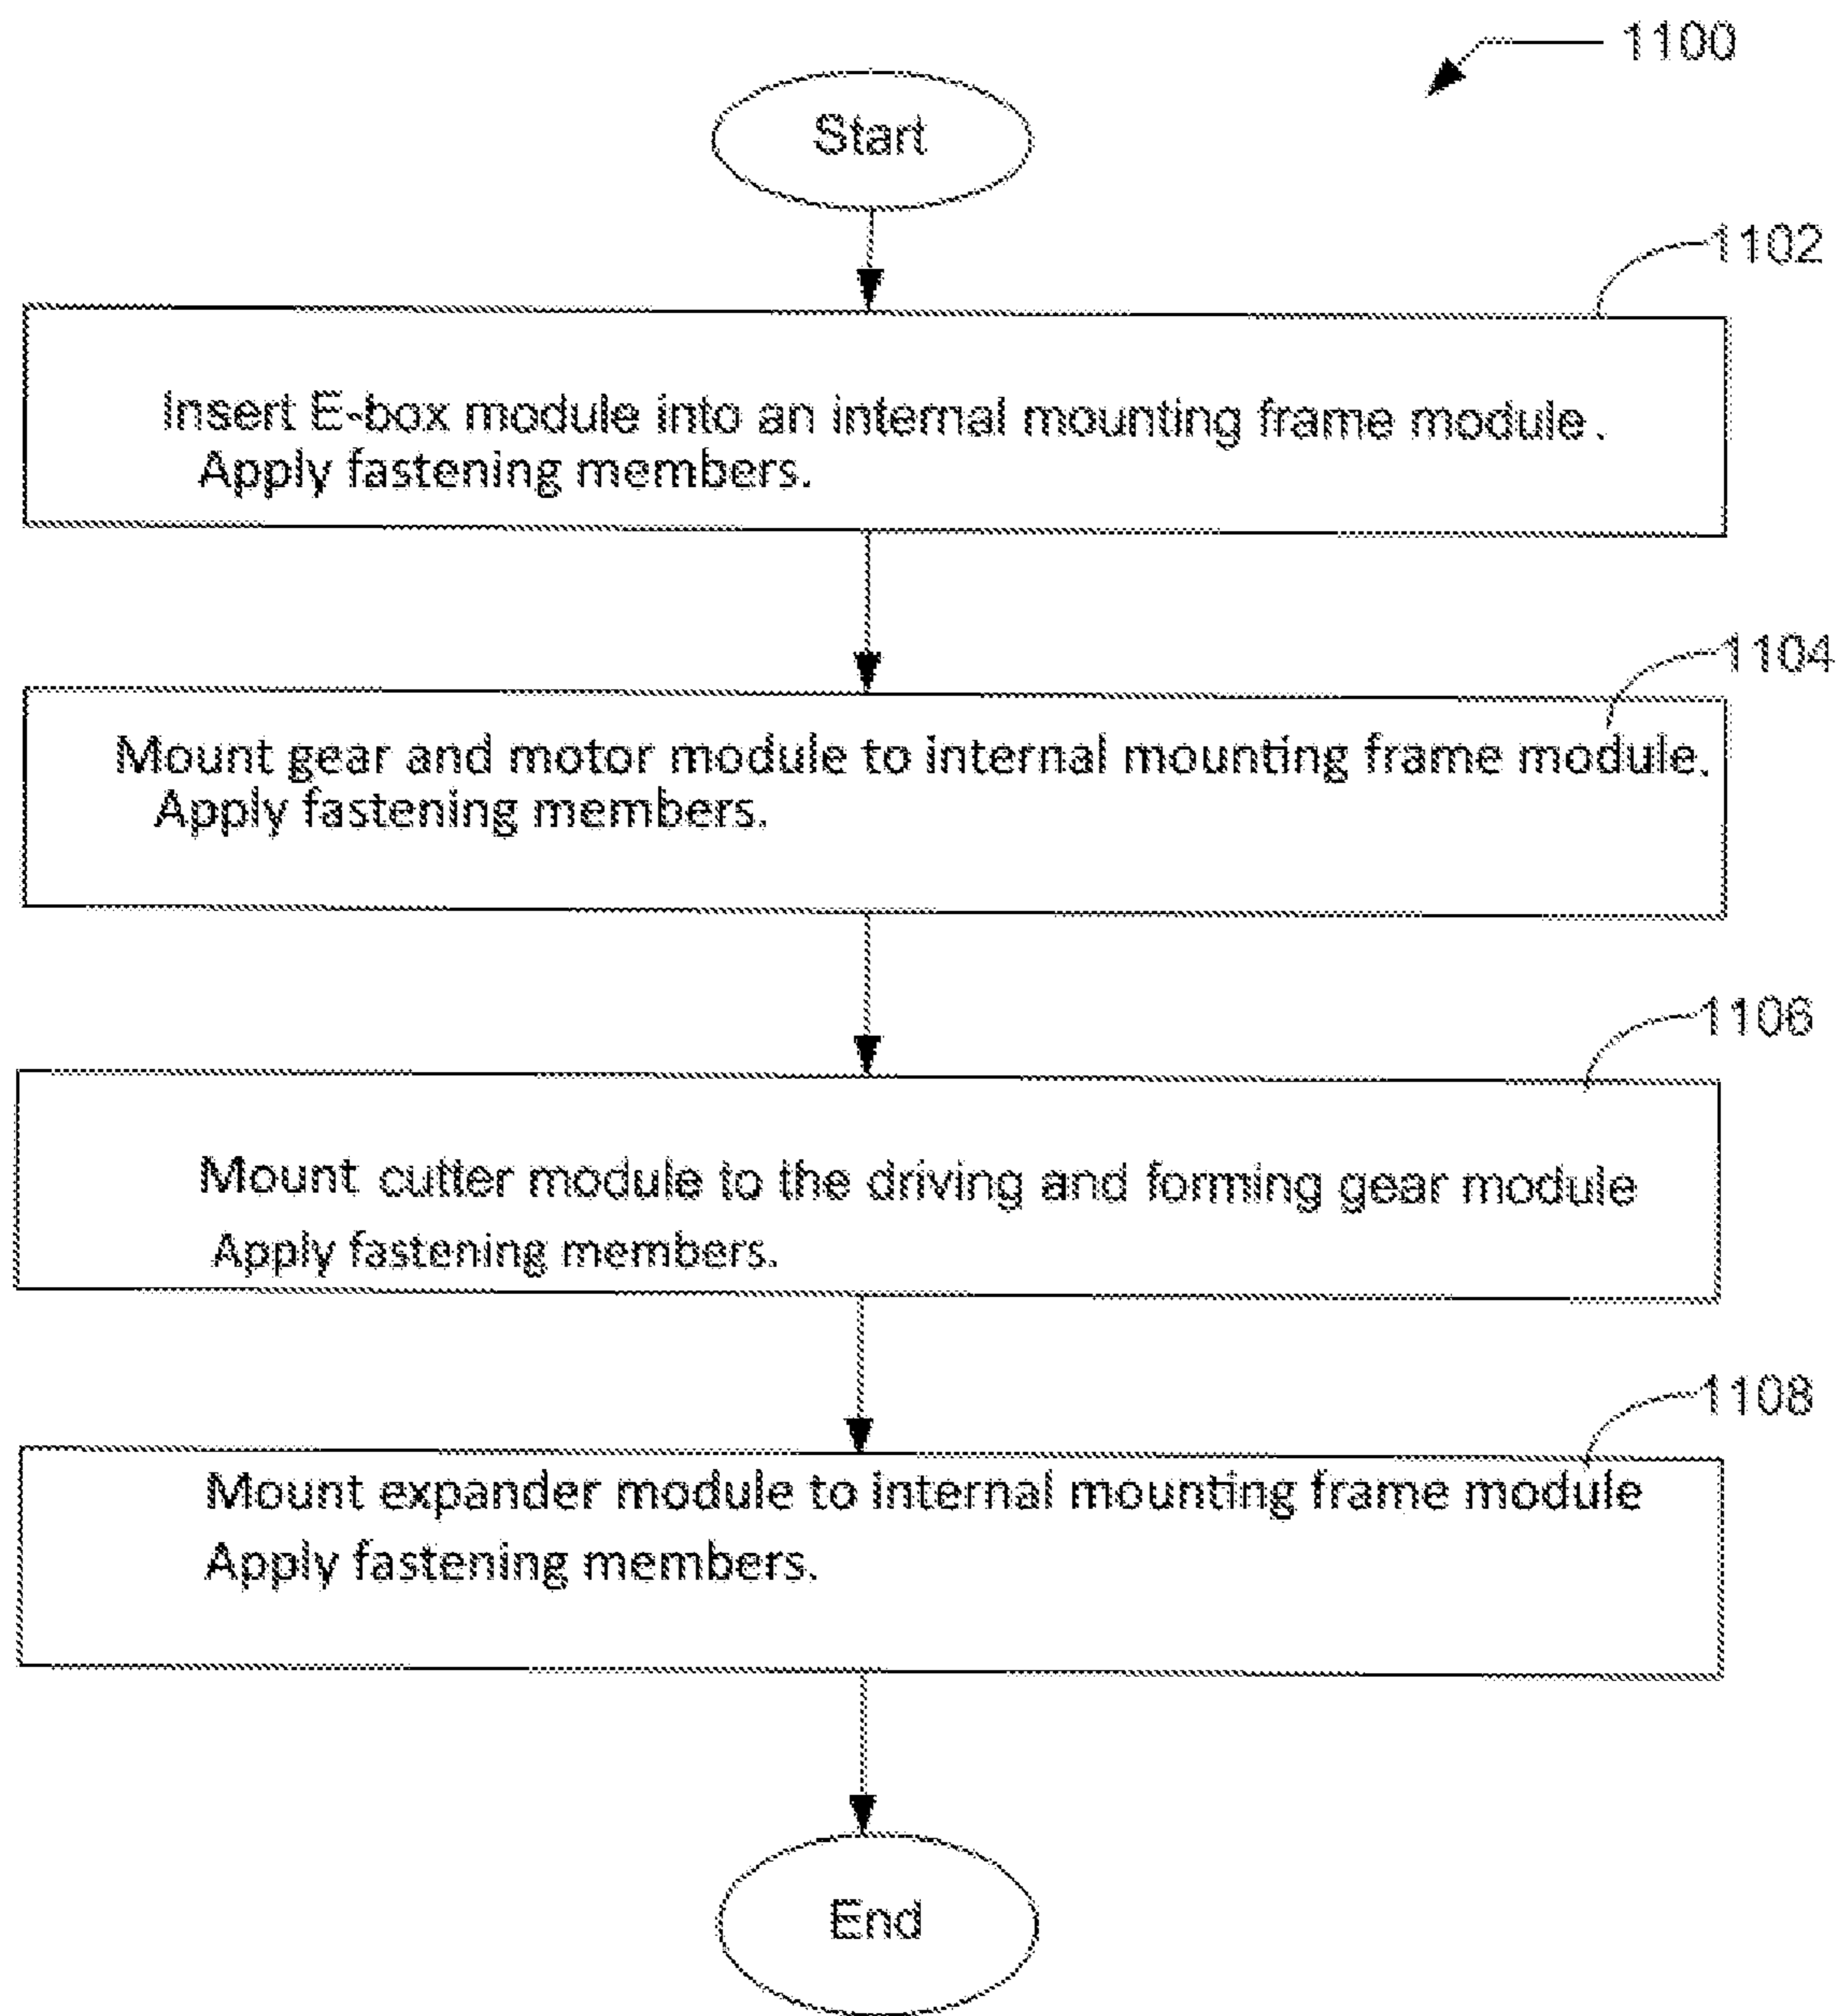 1100
Start
1102
Insert E-box module into an internal mounting frame module.
Apply fastening members.
1104
Mount gear and motor module to internal mounting frame module.
Apply fastening members.
1106
Mount cutter module to the driving and forming gear module
Apply fastening members.
1108
Mount expander module to internal mounting frame module
Apply fastening members.
End